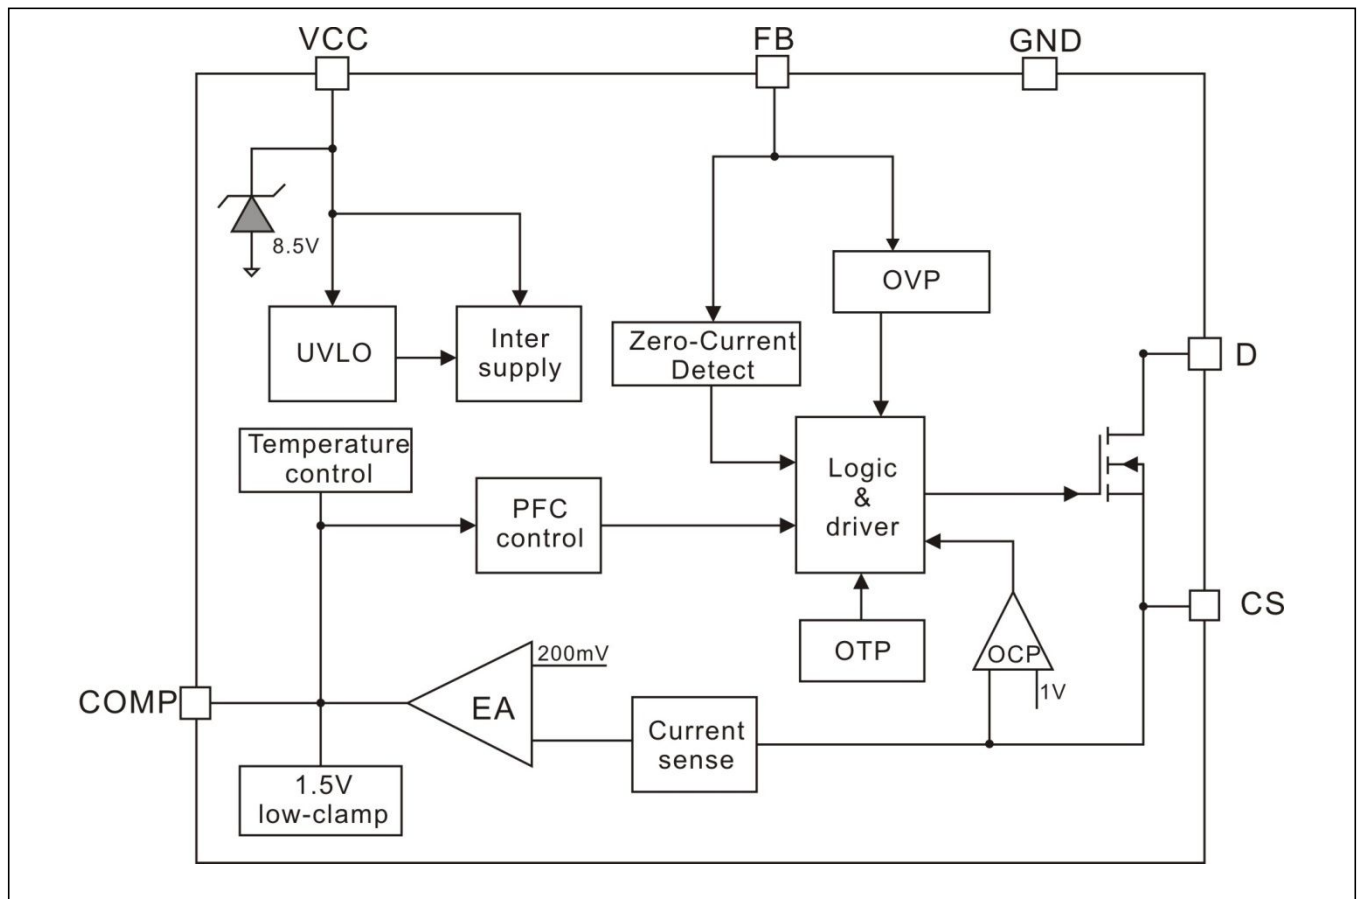 VCC
FB
GND
8.5V
OVP
UVLO
Inter
supply
Zero-Current
Detect
D
Temperature
control
PFC
control
Logic
&
driver
CS
OTP
OCP
1V
200mV
COMP
EA
Current
sense
1.5V
low-clamp